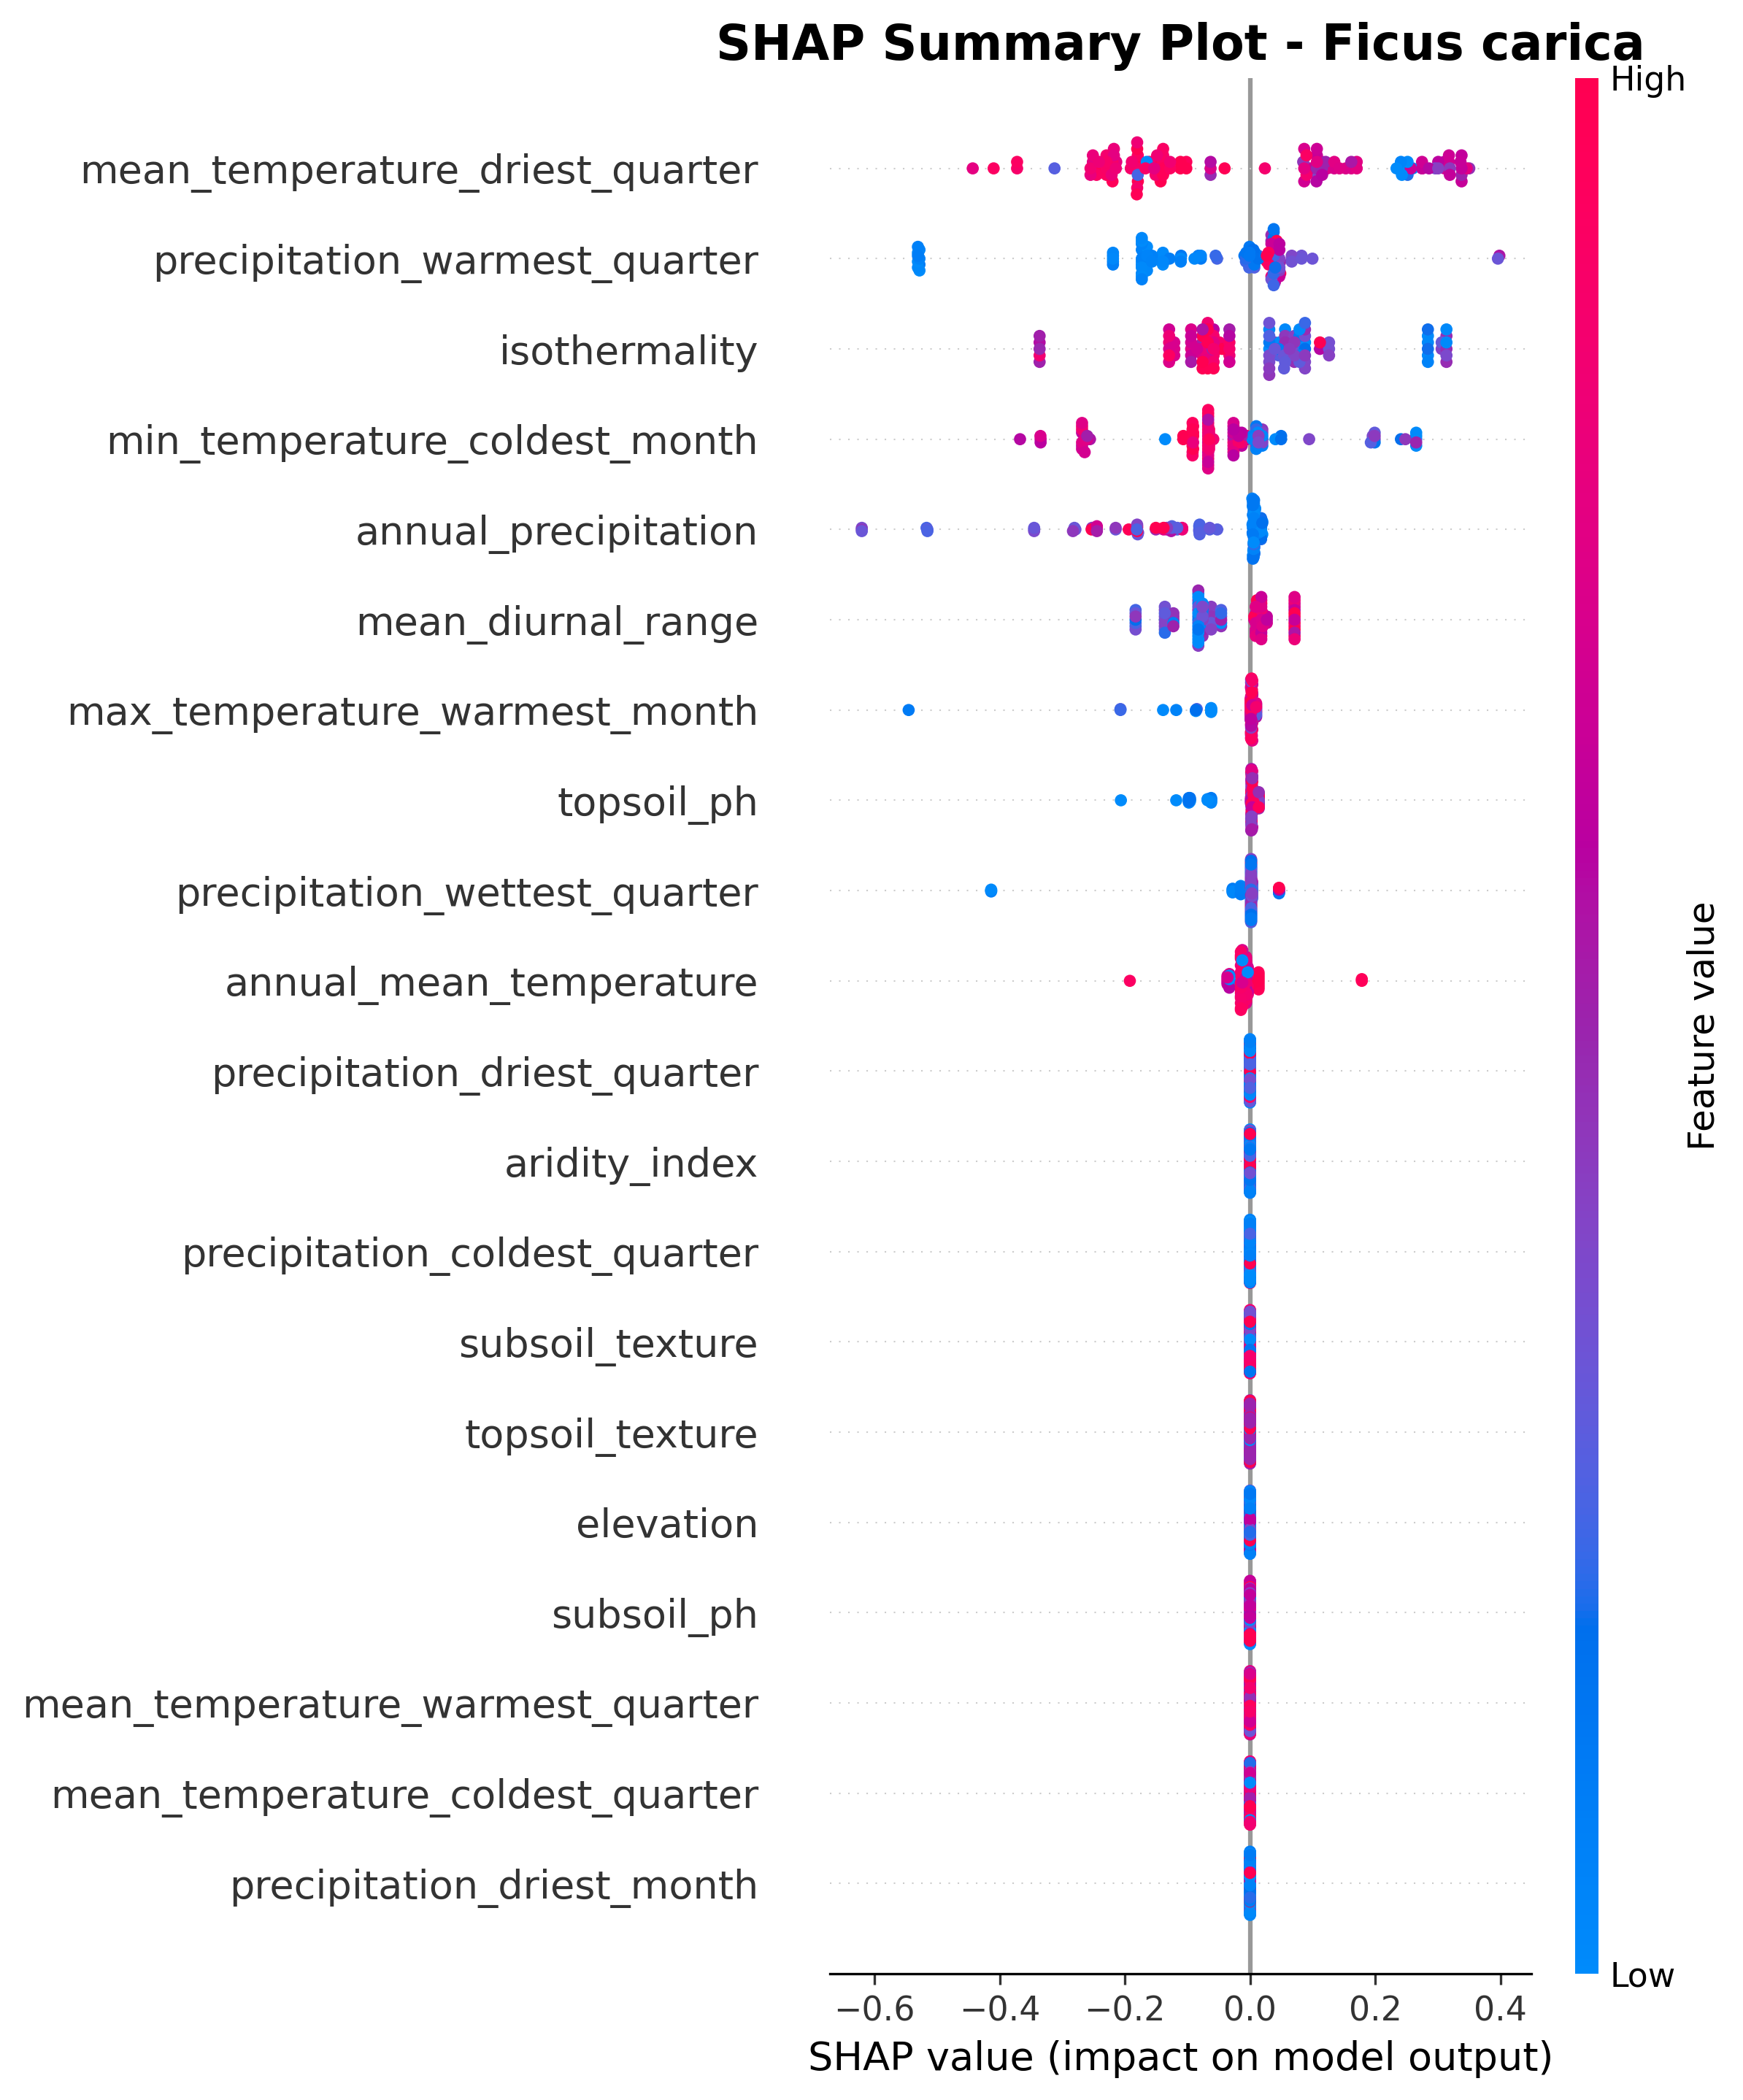 SHAP Summary Plot - Ficus carica
High
mean_temperature_driest_quarter
precipitation_warmest_quarter
isothermality
min_temperature_coldest_month
annual_precipitation
mean_diurnal_range
max_temperature_warmest_month
topsoil_ph
precipitation_wettest_quarter
annual_mean_temperature
precipitation_driest_quarter
aridity_index
precipitation_coldest_quarter
subsoil_texture
topsoil_texture
elevation
subsoil_ph
mean_temperature_warmest_quarter
mean_temperature_coldest_quarter
precipitation_driest_month
Feature value
Low
−0.6 −0.4 −0.2 0.0 0.2 0.4
SHAP value (impact on model output)